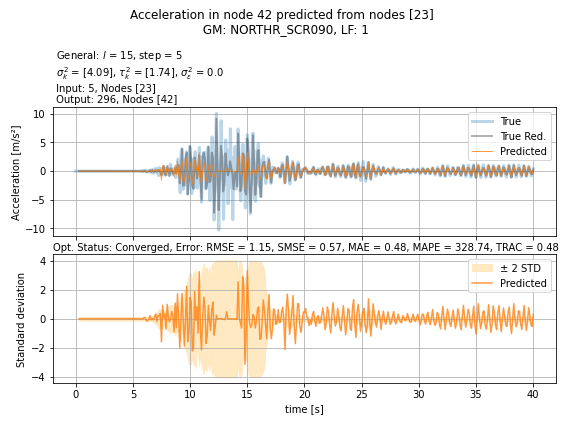 Acceleration in node 42 predicted from nodes [23]
GM: NORTHR_SCR090, LF: 1
General: l = 15, step = 5
σ²ₖ = [4.09], τ²ₖ = [1.74], σ²ε = 0.0
Input: 5, Nodes [23]
Output: 296, Nodes [42]
Acceleration [m/s²]
10
5
0
−5
−10
True
True Red.
Predicted
Opt. Status: Converged, Error: RMSE = 1.15, SMSE = 0.57, MAE = 0.48, MAPE = 328.74, TRAC = 0.48
Standard deviation
4
2
0
−2
−4
± 2 STD
Predicted
0 5 10 15 20 25 30 35 40
time [s]